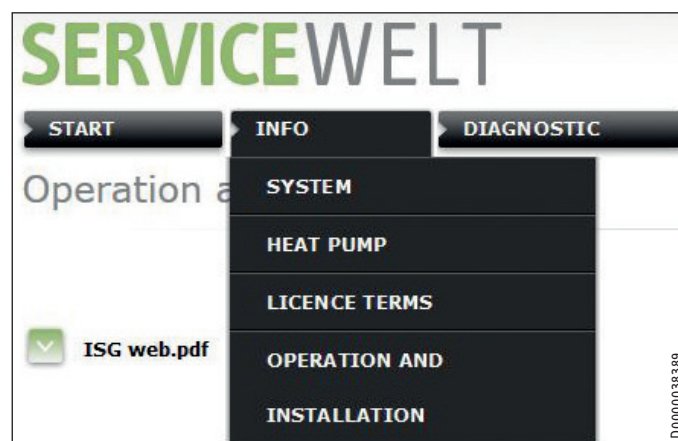 SERVICEWELT
START INFO DIAGNOSTIC
Operation a
SYSTEM
HEAT PUMP
LICENCE TERMS
ISG web.pdf
OPERATION AND
INSTALLATION
D0000038389